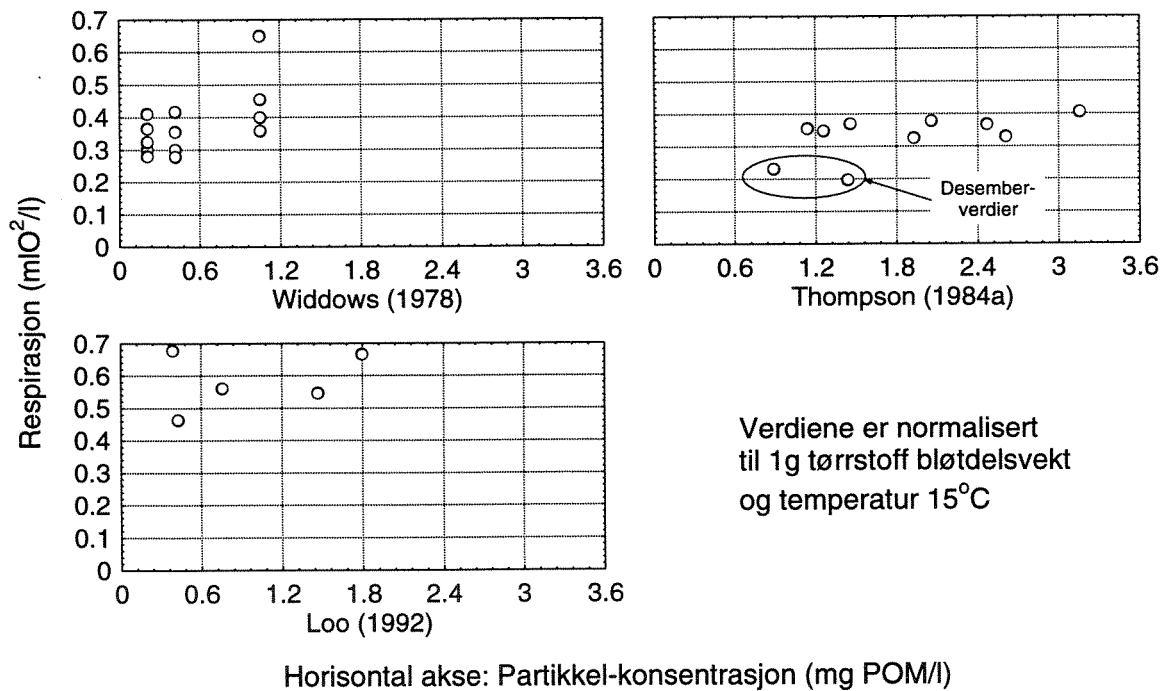 Respirasjon (mlO²/l)
0.7
0.6
0.5
0.4
0.3
0.2
0.1
0
0 0.6 1.2 1.8 2.4 3 3.6
Widdows (1978)
Desember-
verdier
0 0.6 1.2 1.8 2.4 3 3.6
Thompson (1984a)
0.7
0.6
0.5
0.4
0.3
0.2
0.1
0
0 0.6 1.2 1.8 2.4 3 3.6
Loo (1992)
Verdiene er normalisert
til 1g tørrstoff bløtdelsvekt
og temperatur 15°C
Horisontal akse: Partikkel-konsentrasjon (mg POM/l)